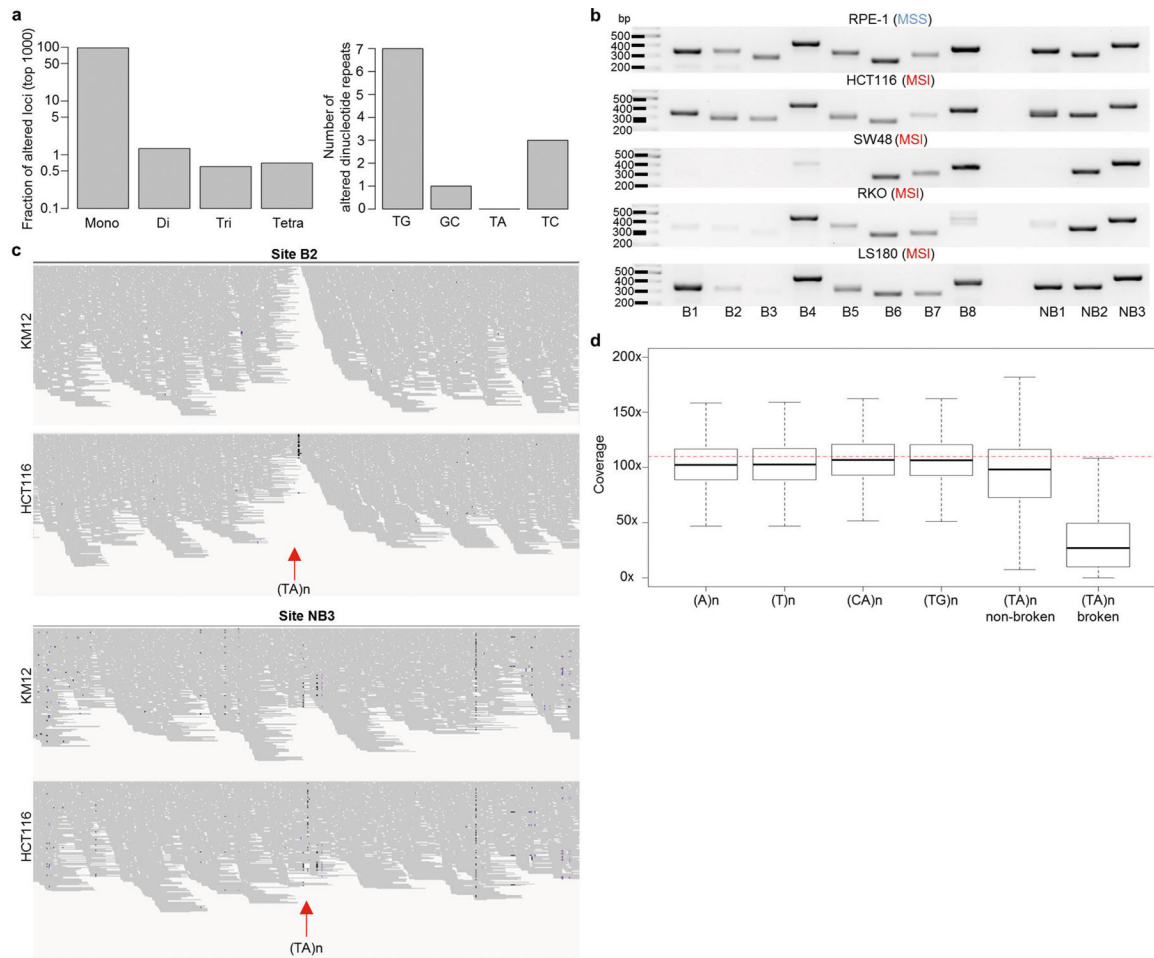 a
Fraction of altered loci (top 1000)
100
50
10
5
1
0.5
0.1
Mono Di Tri Tetra
Number of
altered dinucleotide repeats
7
6
5
4
3
2
1
0
TG GC TA TC
b
bp
RPE-1 (MSS)
500
400
300
200
HCT116 (MSI)
500
400
300
200
SW48 (MSI)
500
400
300
200
RKO (MSI)
500
400
300
200
LS180 (MSI)
500
400
300
200
B1 B2 B3 B4 B5 B6 B7 B8 NB1 NB2 NB3
c
Site B2
KM12
HCT116
(TA)n
Site NB3
KM12
HCT116
(TA)n
d
Coverage
200x
150x
100x
50x
0x
(A)n (T)n (CA)n (TG)n (TA)n (TA)n
non-broken broken